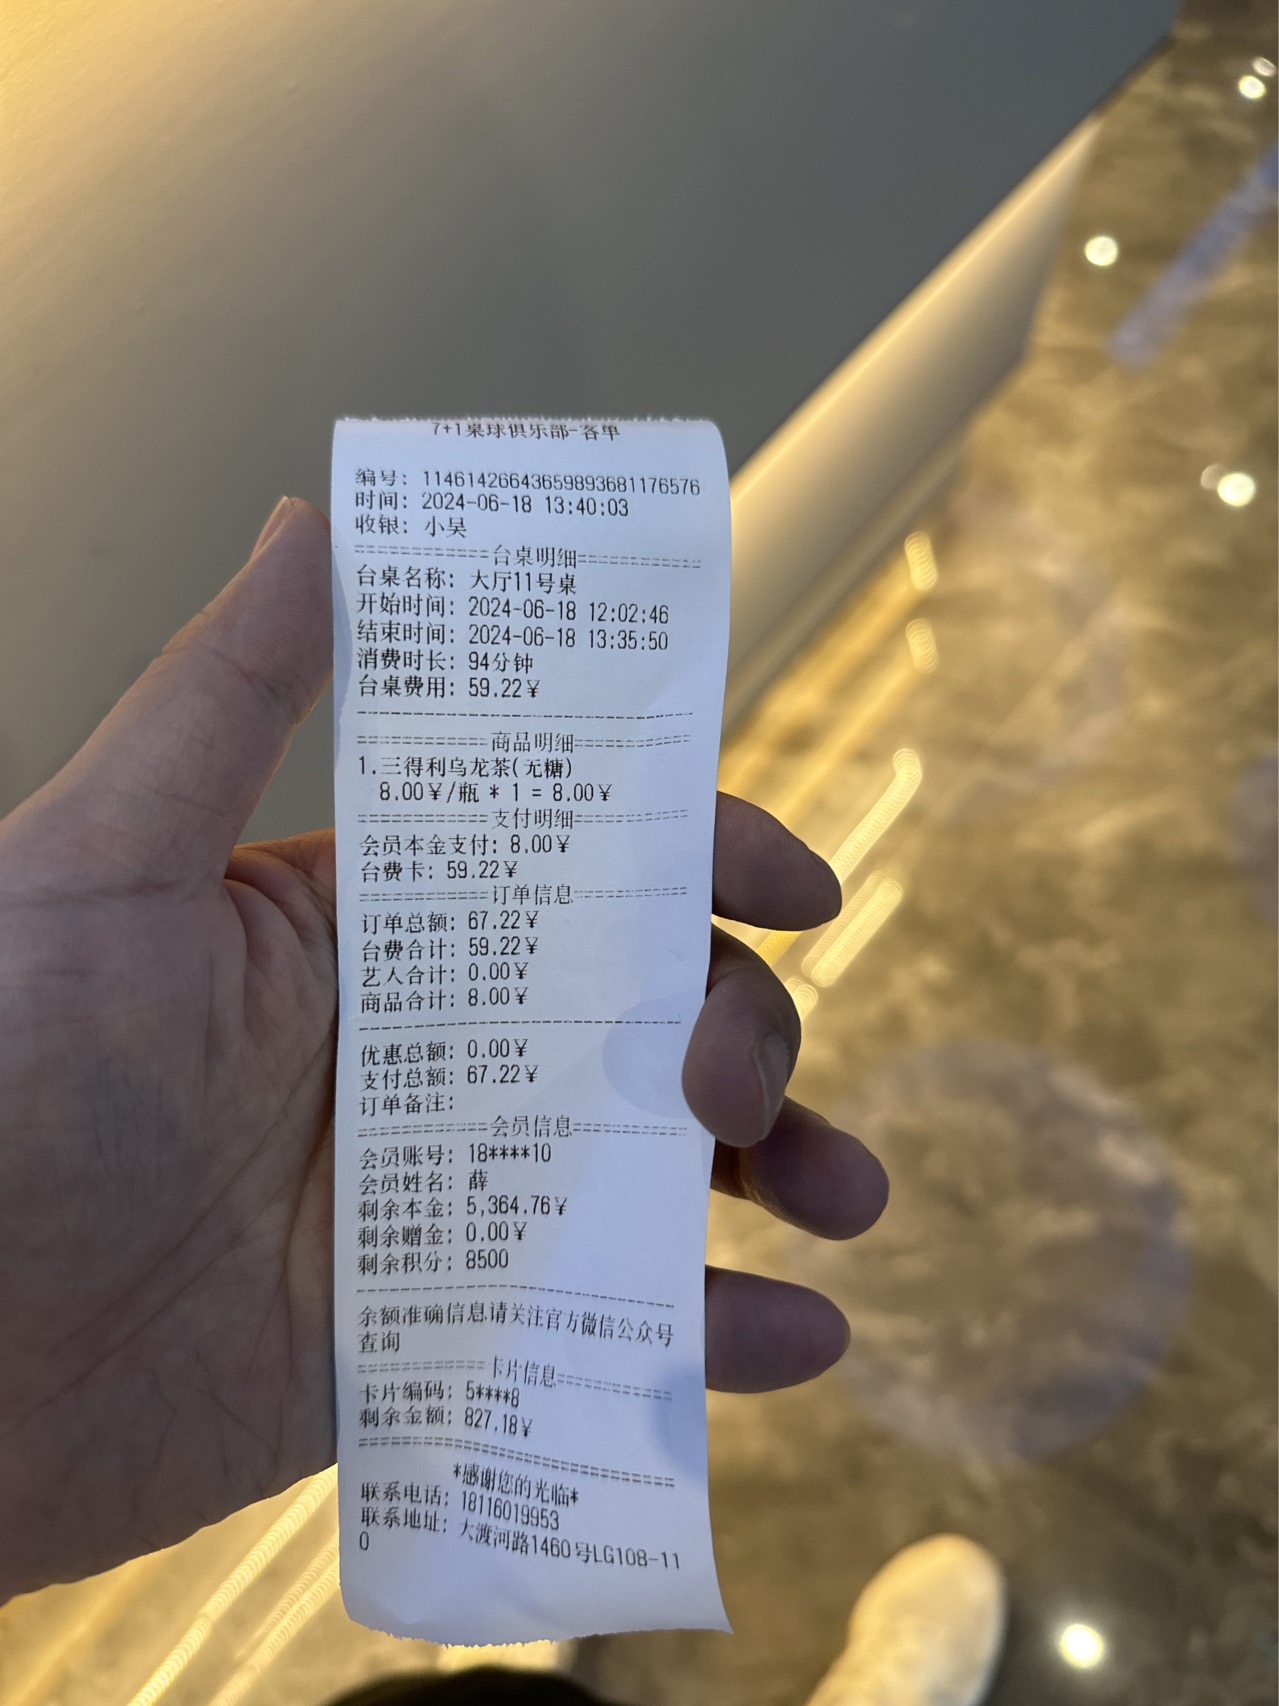 7+1桌球俱乐部-客单
编号: 1146142664365989368117​6576
时间: 2024-06-18 13:40:03
收银: 小吴
============台桌明细============
台桌名称: 大厅11号桌
开始时间: 2024-06-18 12:02:46
结束时间: 2024-06-18 13:35:50
消费时长: 94分钟
台桌费用: 59.22¥
--------------------------------
============商品明细============
1.三得利乌龙茶(无糖)
8.00¥/瓶 * 1 = 8.00¥
============支付明细============
会员本金支付: 8.00¥
台费卡: 59.22¥
============订单信息============
订单总额: 67.22¥
台费合计: 59.22¥
艺人合计: 0.00¥
商品合计: 8.00¥
--------------------------------
优惠总额: 0.00¥
支付总额: 67.22¥
订单备注:
============会员信息============
会员账号: 18****10
会员姓名: 薛
剩余本金: 5,364.76¥
剩余赠金: 0.00¥
剩余积分: 8500
--------------------------------
余额准确信息请关注官方微信公众号
查询
============卡片信息============
卡片编码: 5****8
剩余金额: 827.18¥
================================
*感谢您的光临*
联系电话: 18116019953
联系地址: 大渡河路1460号LG108-11
0